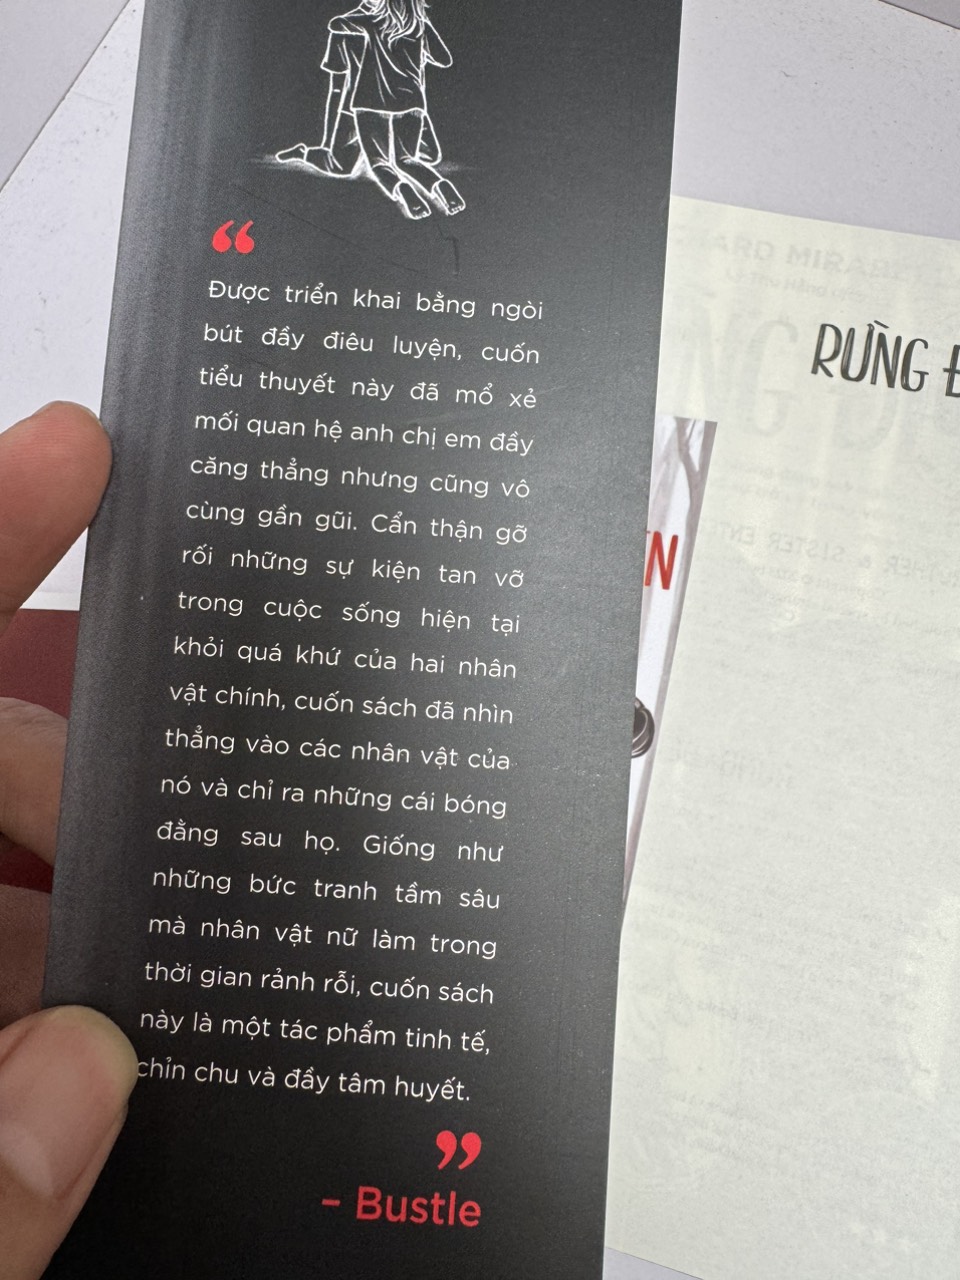 “
Được triển khai bằng ngòi
bút đầy điêu luyện, cuốn
tiểu thuyết này đã mổ xẻ
mối quan hệ anh chị em đầy
căng thẳng nhưng cũng vô
cùng gần gũi. Cẩn thận gỡ
rối những sự kiện tan vỡ
trong cuộc sống hiện tại
khỏi quá khứ của hai nhân
vật chính, cuốn sách đã nhìn
thẳng vào các nhân vật của
nó và chỉ ra những cái bóng
đằng sau họ. Giống như
những bức tranh tầm sâu
mà nhân vật nữ làm trong
thời gian rảnh rỗi, cuốn sách
này là một tác phẩm tinh tế,
chỉn chu và đầy tâm huyết.
”
– Bustle
RỪNG Đ
N